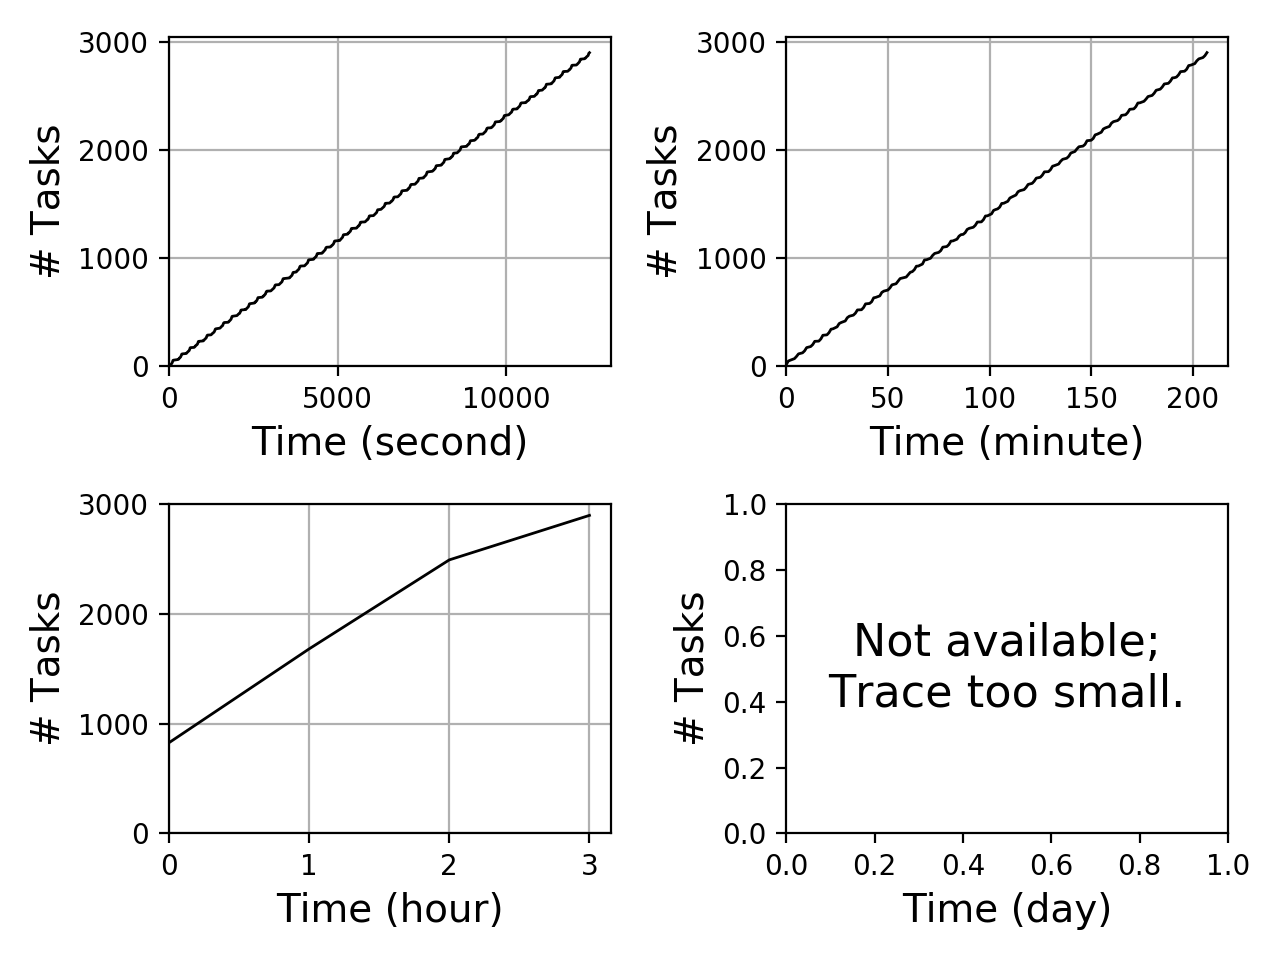 3000
2000
1000
0
# Tasks
0 5000 10000
Time (second)
3000
2000
1000
0
# Tasks
0 50 100 150 200
Time (minute)
3000
2000
1000
0
# Tasks
0 1 2 3
Time (hour)
1.0
0.8
0.6
0.4
0.2
0.0
# Tasks
Not available;
Trace too small.
0.0 0.2 0.4 0.6 0.8 1.0
Time (day)